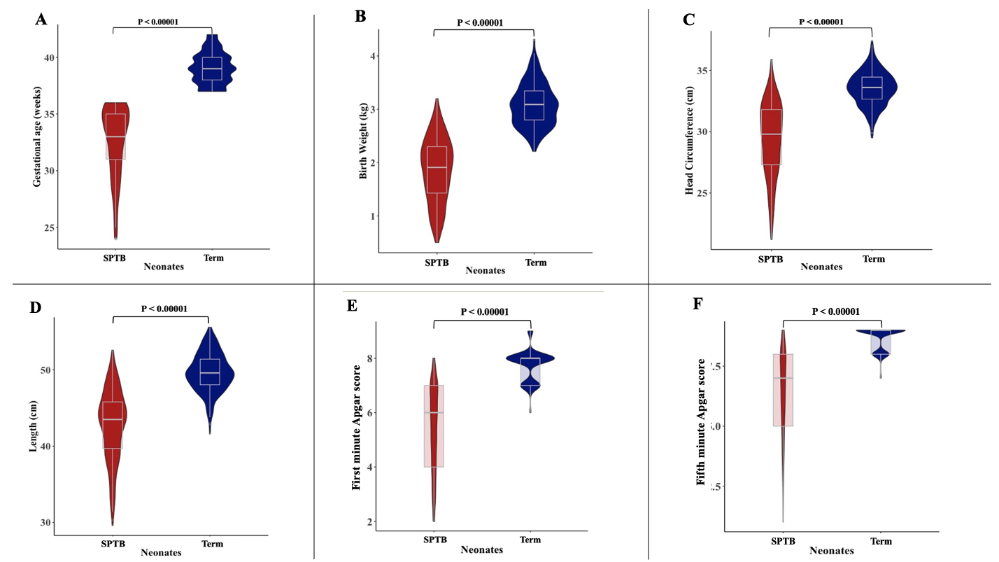 A
P < 0.00001
Gestational age (weeks)
40
35
30
25
SPTB
Term
Neonates
B
P < 0.00001
Birth Weight (kg)
4
3
2
1
SPTB
Term
Neonates
C
P < 0.00001
Head Circumference (cm)
35
30
25
SPTB
Term
Neonates
D
P < 0.00001
Length (cm)
50
40
30
SPTB
Term
Neonates
E
P < 0.00001
First minute Apgar score
8
6
4
2
SPTB
Term
Neonates
F
P < 0.00001
Fifth minute Apgar score
.5
.0
.5
SPTB
Term
Neonates